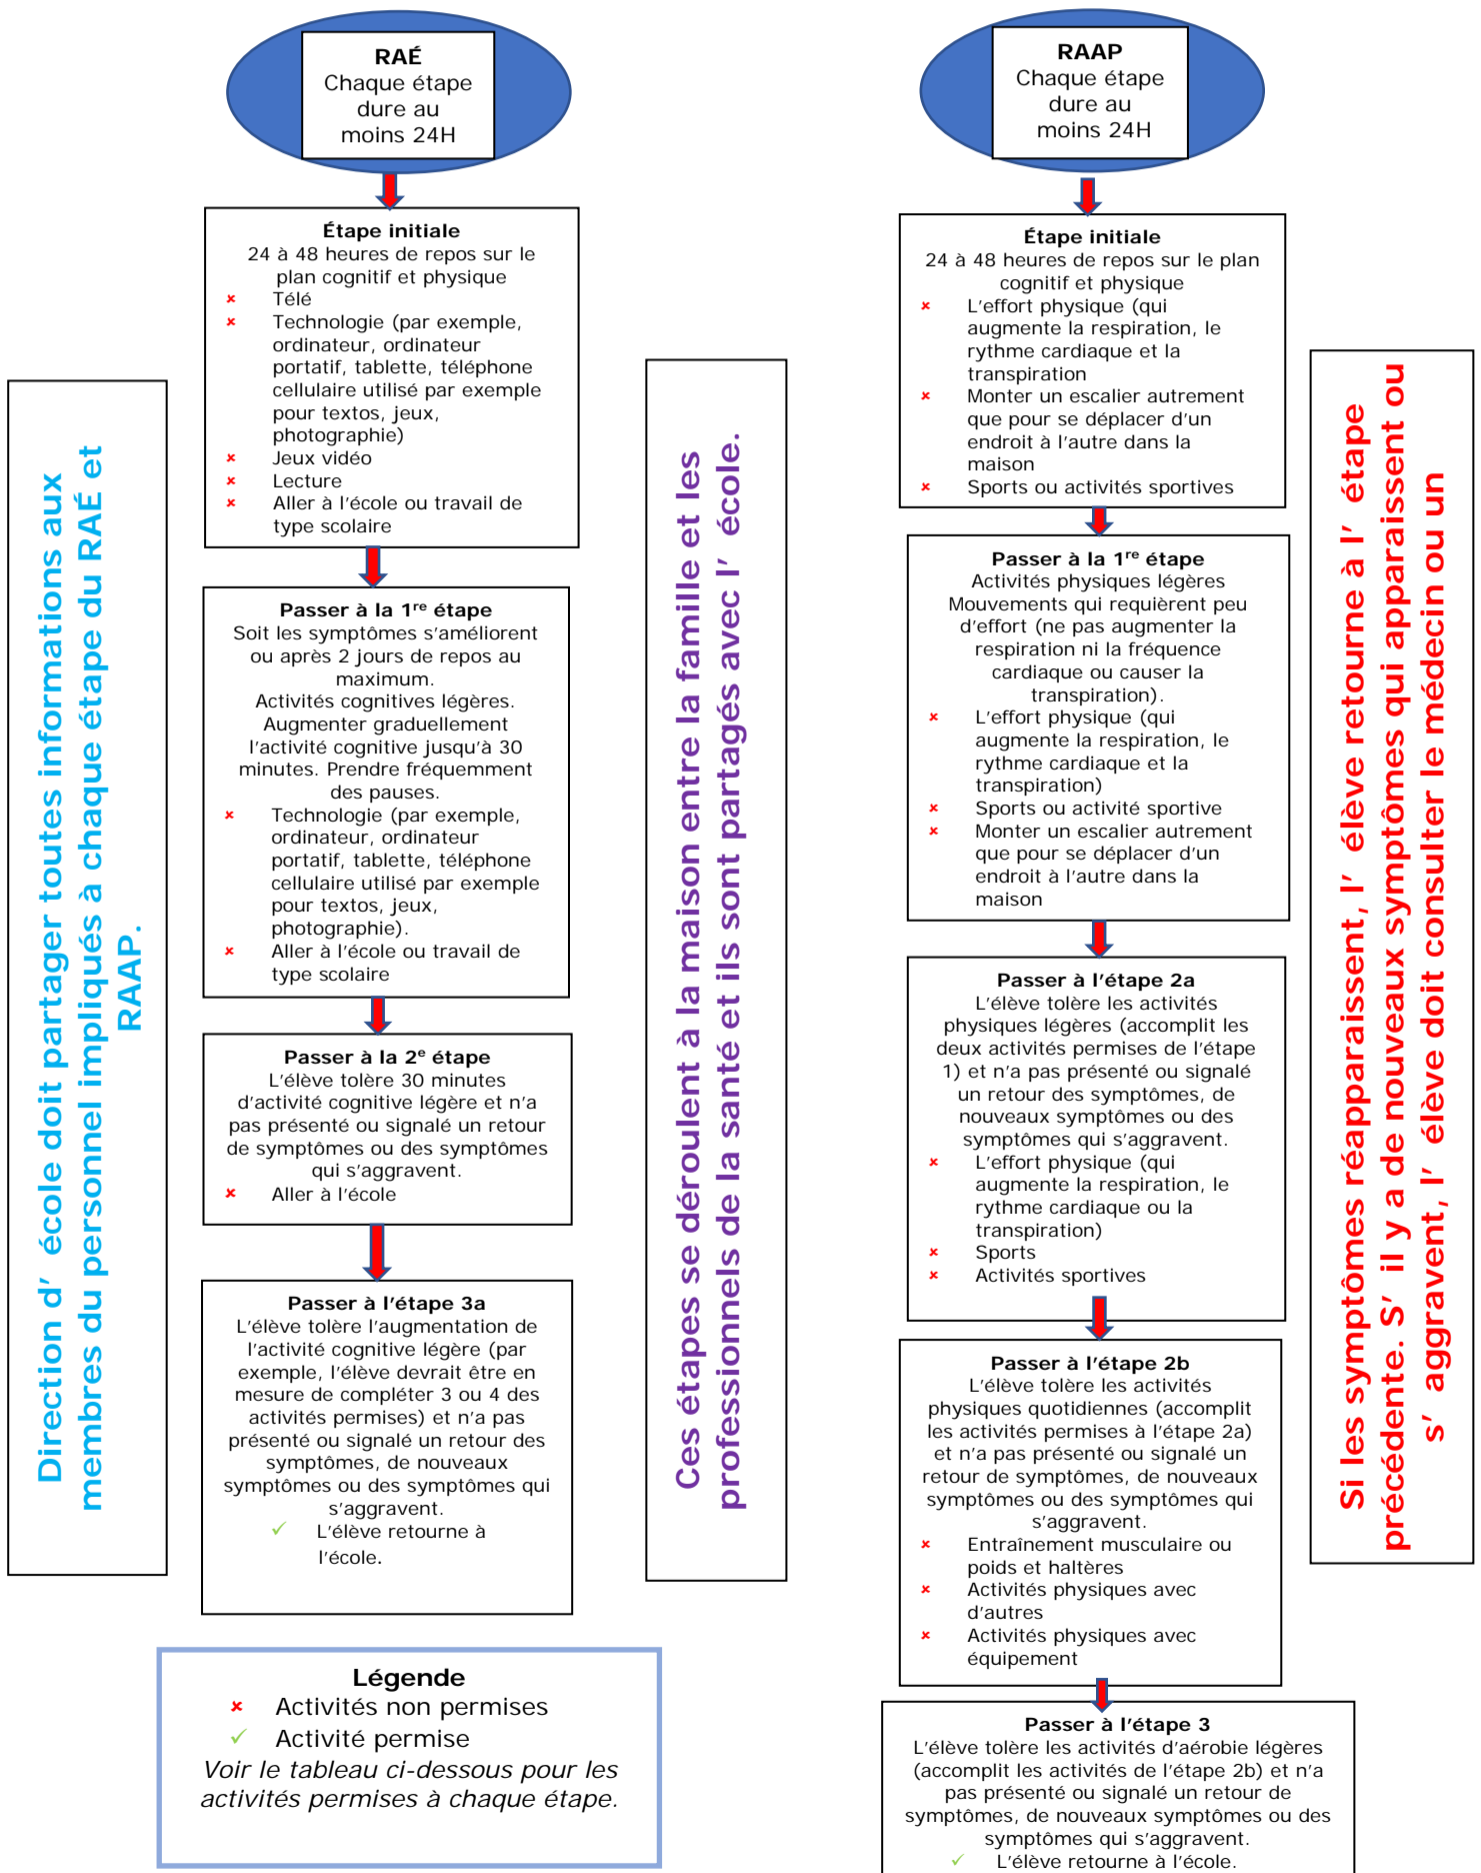 RAÉ
Chaque étape
dure au
moins 24H
Étape initiale
24 à 48 heures de repos sur le
plan cognitif et physique
× Télé
× Technologie (par exemple,
ordinateur, ordinateur
portatif, tablette, téléphone
cellulaire utilisé par exemple
pour textos, jeux,
photographie)
× Jeux vidéo
× Lecture
× Aller à l'école ou travail de
type scolaire
Passer à la 1re étape
Soit les symptômes s'améliorent
ou après 2 jours de repos au
maximum.
Activités cognitives légères.
Augmenter graduellement
l'activité cognitive jusqu'à 30
minutes. Prendre fréquemment
des pauses.
× Technologie (par exemple,
ordinateur, ordinateur
portatif, tablette, téléphone
cellulaire utilisé par exemple
pour textos, jeux,
photographie).
× Aller à l'école ou travail de
type scolaire
Passer à la 2e étape
L'élève tolère 30 minutes
d'activité cognitive légère et n'a
pas présenté ou signalé un retour
de symptômes ou des symptômes
qui s'aggravent.
× Aller à l'école
Passer à l'étape 3a
L'élève tolère l'augmentation de
l'activité cognitive légère (par
exemple, l'élève devrait être en
mesure de compléter 3 ou 4 des
activités permises) et n'a pas
présenté ou signalé un retour des
symptômes, de nouveaux
symptômes ou des symptômes qui
s'aggravent.
✓ L'élève retourne à
l'école.
Direction d' école doit partager toutes informations aux
membres du personnel impliqués à chaque étape du RAÉ et
RAAP.
Ces étapes se déroulent à la maison entre la famille et les
professionnels de la santé et ils sont partagés avec l' école.
RAAP
Chaque étape
dure au
moins 24H
Étape initiale
24 à 48 heures de repos sur le plan
cognitif et physique
× L'effort physique (qui
augmente la respiration, le
rythme cardiaque et la
transpiration
× Monter un escalier autrement
que pour se déplacer d'un
endroit à l'autre dans la
maison
× Sports ou activités sportives
Passer à la 1re étape
Activités physiques légères
Mouvements qui requièrent peu
d'effort (ne pas augmenter la
respiration ni la fréquence
cardiaque ou causer la
transpiration).
× L'effort physique (qui
augmente la respiration, le
rythme cardiaque et la
transpiration)
× Sports ou activité sportive
× Monter un escalier autrement
que pour se déplacer d'un
endroit à l'autre dans la
maison
Passer à l'étape 2a
L'élève tolère les activités
physiques légères (accomplit les
deux activités permises de l'étape
1) et n'a pas présenté ou signalé
un retour des symptômes, de
nouveaux symptômes ou des
symptômes qui s'aggravent.
× L'effort physique (qui
augmente la respiration, le
rythme cardiaque ou la
transpiration)
× Sports
× Activités sportives
Passer à l'étape 2b
L'élève tolère les activités
physiques quotidiennes (accomplit
les activités permises à l'étape 2a)
et n'a pas présenté ou signalé un
retour de symptômes, de nouveaux
symptômes ou des symptômes qui
s'aggravent.
× Entraînement musculaire ou
poids et haltères
× Activités physiques avec
d'autres
× Activités physiques avec
équipement
Passer à l'étape 3
L'élève tolère les activités d'aérobie légères
(accomplit les activités de l'étape 2b) et n'a
pas présenté ou signalé un retour de
symptômes, de nouveaux symptômes ou des
symptômes qui s'aggravent.
✓ L'élève retourne à l'école.
Si les symptômes réapparaissent, l' élève retourne à l' étape
précédente. S' il y a de nouveaux symptômes qui apparaissent ou
s' aggravent, l' élève doit consulter le médecin ou un
Légende
× Activités non permises
✓ Activité permise
Voir le tableau ci-dessous pour les
activités permises à chaque étape.